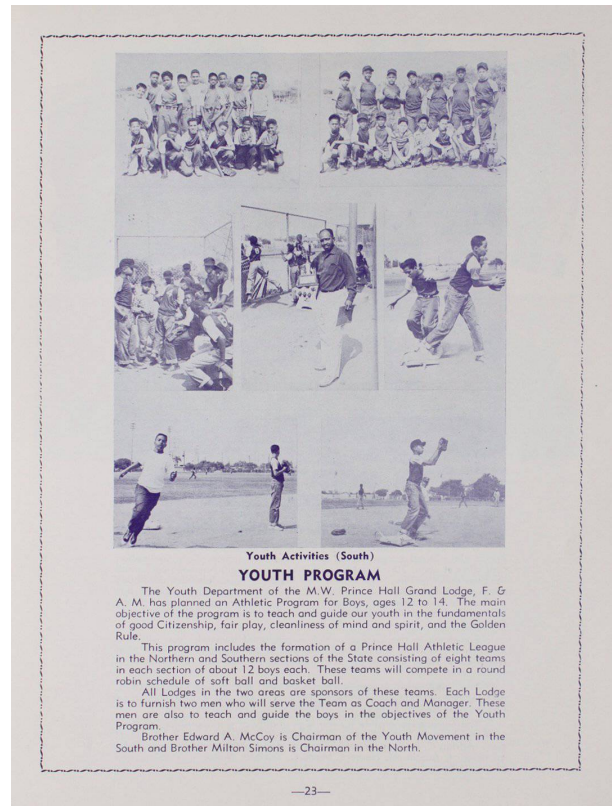 Youth Activities (South)
YOUTH PROGRAM
The Youth Department of the M.W. Prince Hall Grand Lodge, F. &
A. M. has planned an Athletic Program for Boys, ages 12 to 14. The main
objective of the program is to teach and guide our youth in the fundamentals
of good Citizenship, fair play, cleanliness of mind and spirit, and the Golden
Rule.
This program includes the formation of a Prince Hall Athletic League
in the Northern and Southern sections of the State consisting of eight teams
in each section of about 12 boys each. These teams will compete in a round
robin schedule of soft ball and basket ball.
All Lodges in the two areas are sponsors of these teams. Each Lodge
is to furnish two men who will serve the Team as Coach and Manager. These
men are also to teach and guide the boys in the objectives of the Youth
Program.
Brother Edward A. McCoy is Chairman of the Youth Movement in the
South and Brother Milton Simons is Chairman in the North.
—23—